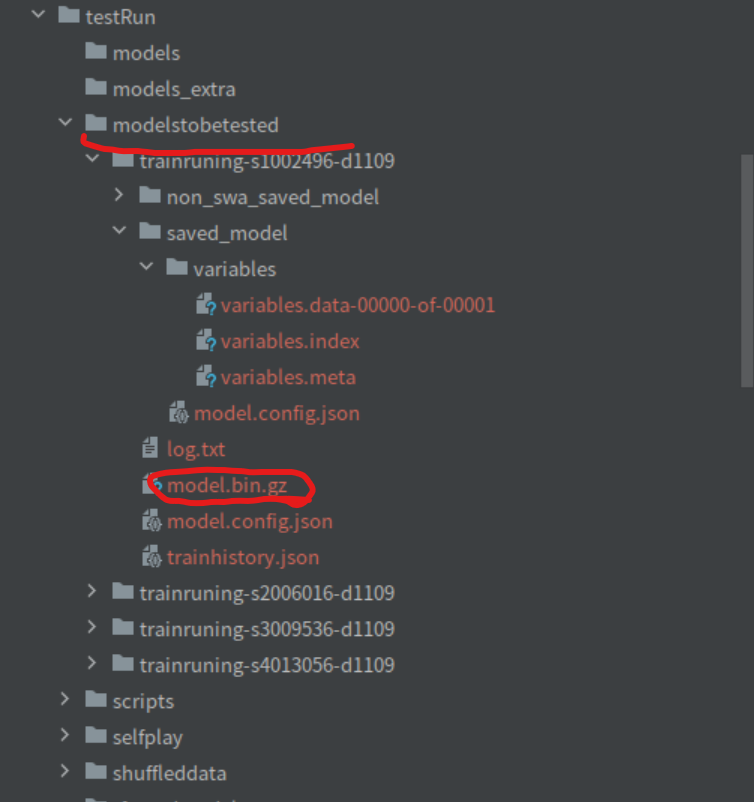 testRun
models
models_extra
modelstobetested
trainruning-s1002496-d1109
non_swa_saved_model
saved_model
variables
variables.data-00000-of-00001
variables.index
variables.meta
model.config.json
log.txt
model.bin.gz
model.config.json
trainhistory.json
trainruning-s2006016-d1109
trainruning-s3009536-d1109
trainruning-s4013056-d1109
scripts
selfplay
shuffleddata